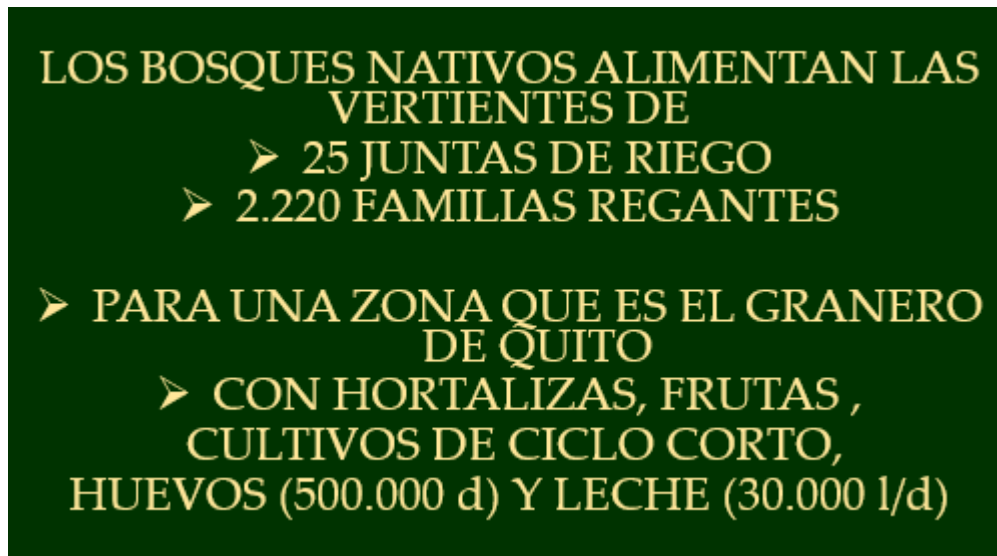 LOS BOSQUES NATIVOS ALIMENTAN LAS
VERTIENTES DE
➢ 25 JUNTAS DE RIEGO
➢ 2.220 FAMILIAS REGANTES
➢ PARA UNA ZONA QUE ES EL GRANERO
DE QUITO
➢ CON HORTALIZAS, FRUTAS ,
CULTIVOS DE CICLO CORTO,
HUEVOS (500.000 d) Y LECHE (30.000 l/d)